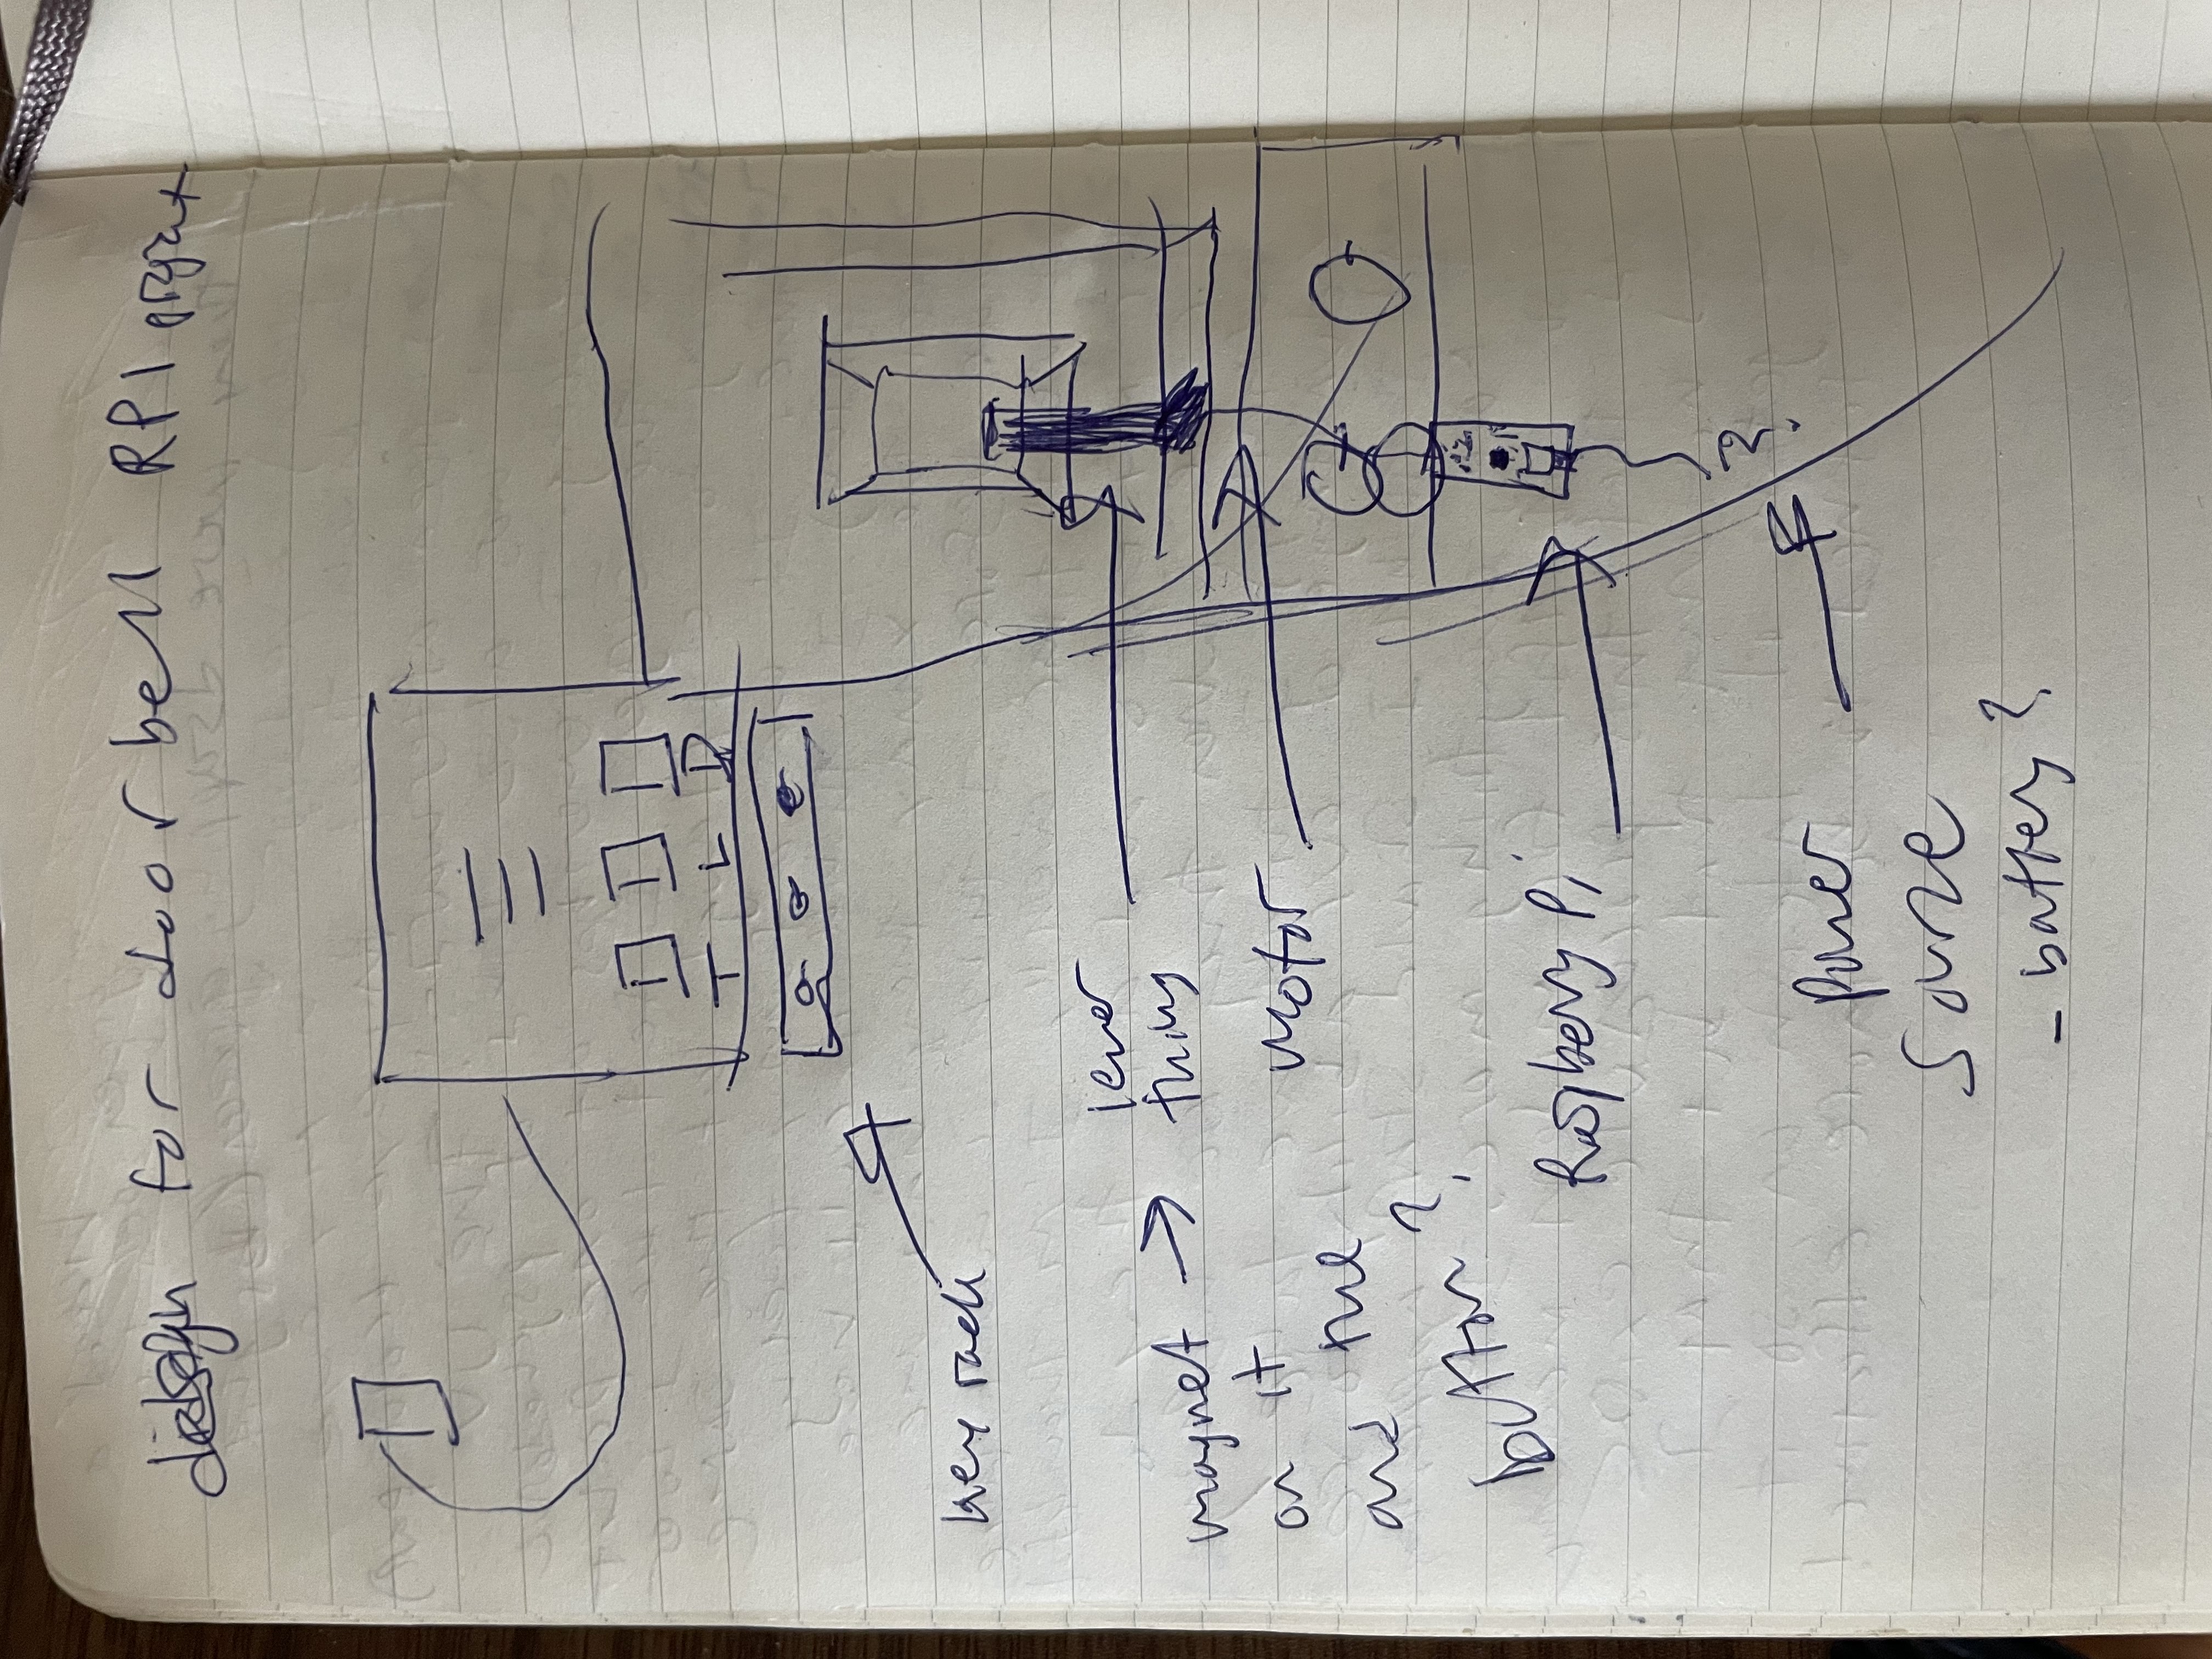 design for door bell RPI project
T L D
key rack
lever
thing
magnet
on it
and the
button?
motor
Raspberry Pi
?
Power
Source
- battery?